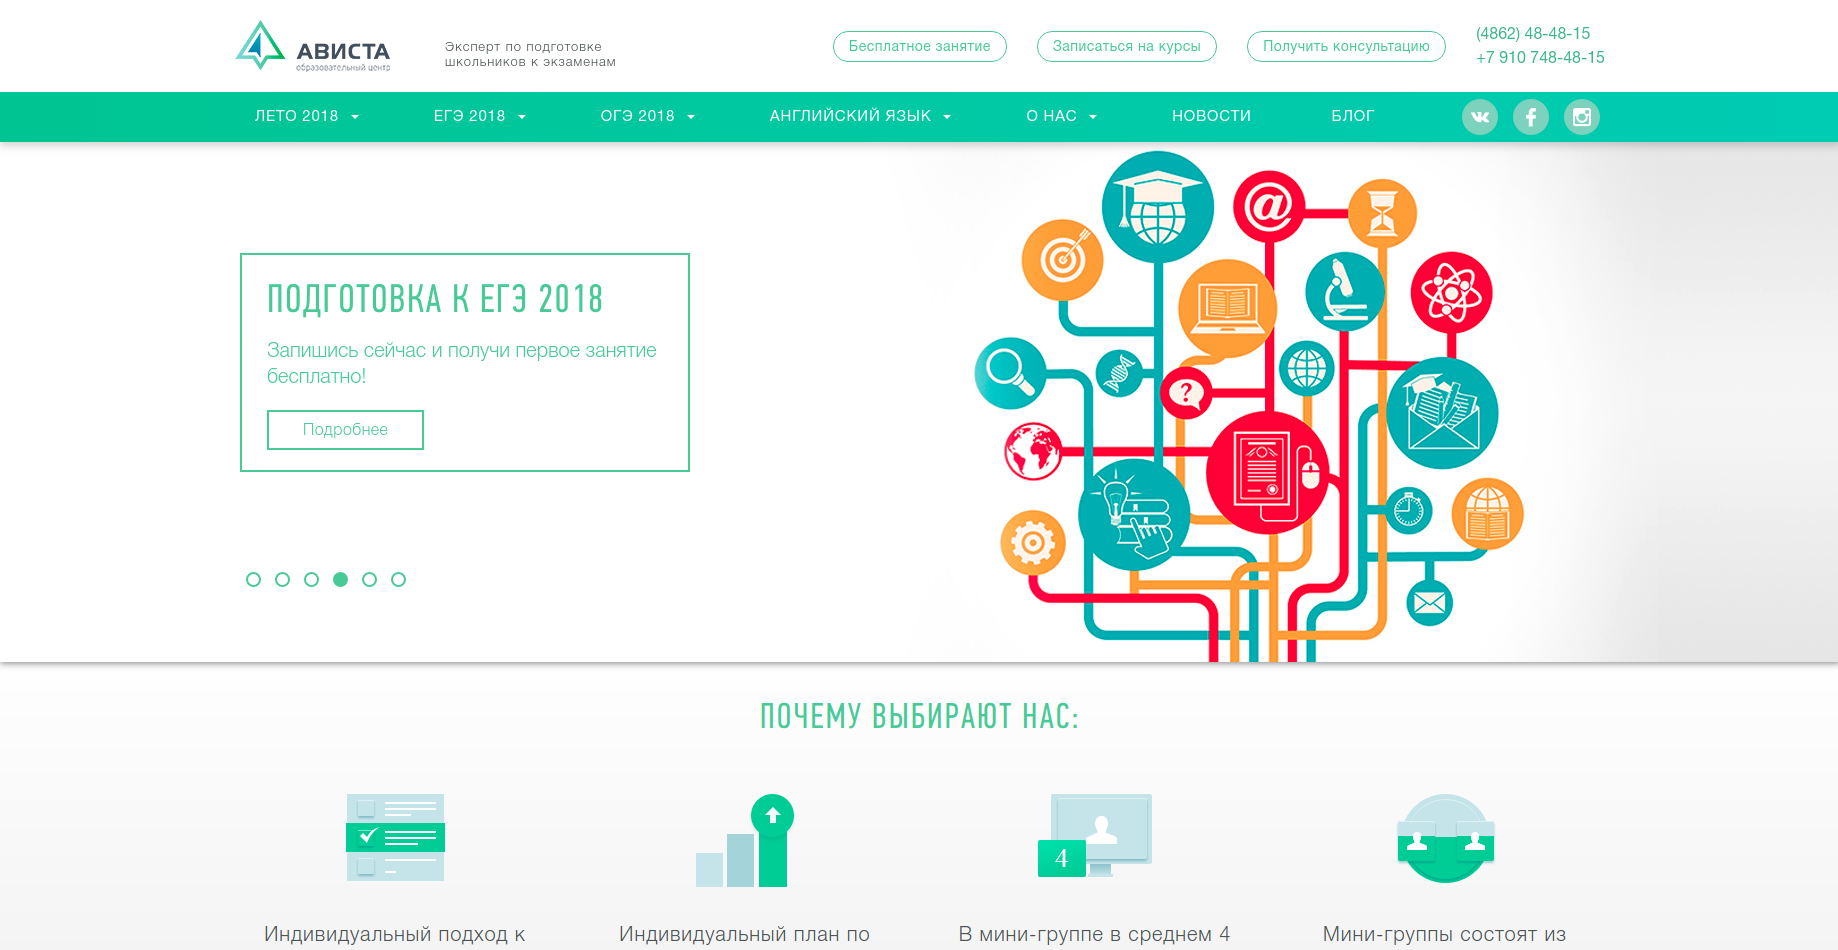 АВИСТА
образовательный центр
Эксперт по подготовке
школьников к экзаменам
Бесплатное занятие
Записаться на курсы
Получить консультацию
(4862) 48-48-15
+7 910 748-48-15
ЛЕТО 2018
ЕГЭ 2018
ОГЭ 2018
АНГЛИЙСКИЙ ЯЗЫК
О НАС
НОВОСТИ
БЛОГ
ПОДГОТОВКА К ЕГЭ 2018
Запишись сейчас и получи первое занятие
бесплатно!
Подробнее
@
?
ПОЧЕМУ ВЫБИРАЮТ НАС:
4
Индивидуальный подход к
Индивидуальный план по
В мини-группе в среднем 4
Мини-группы состоят из